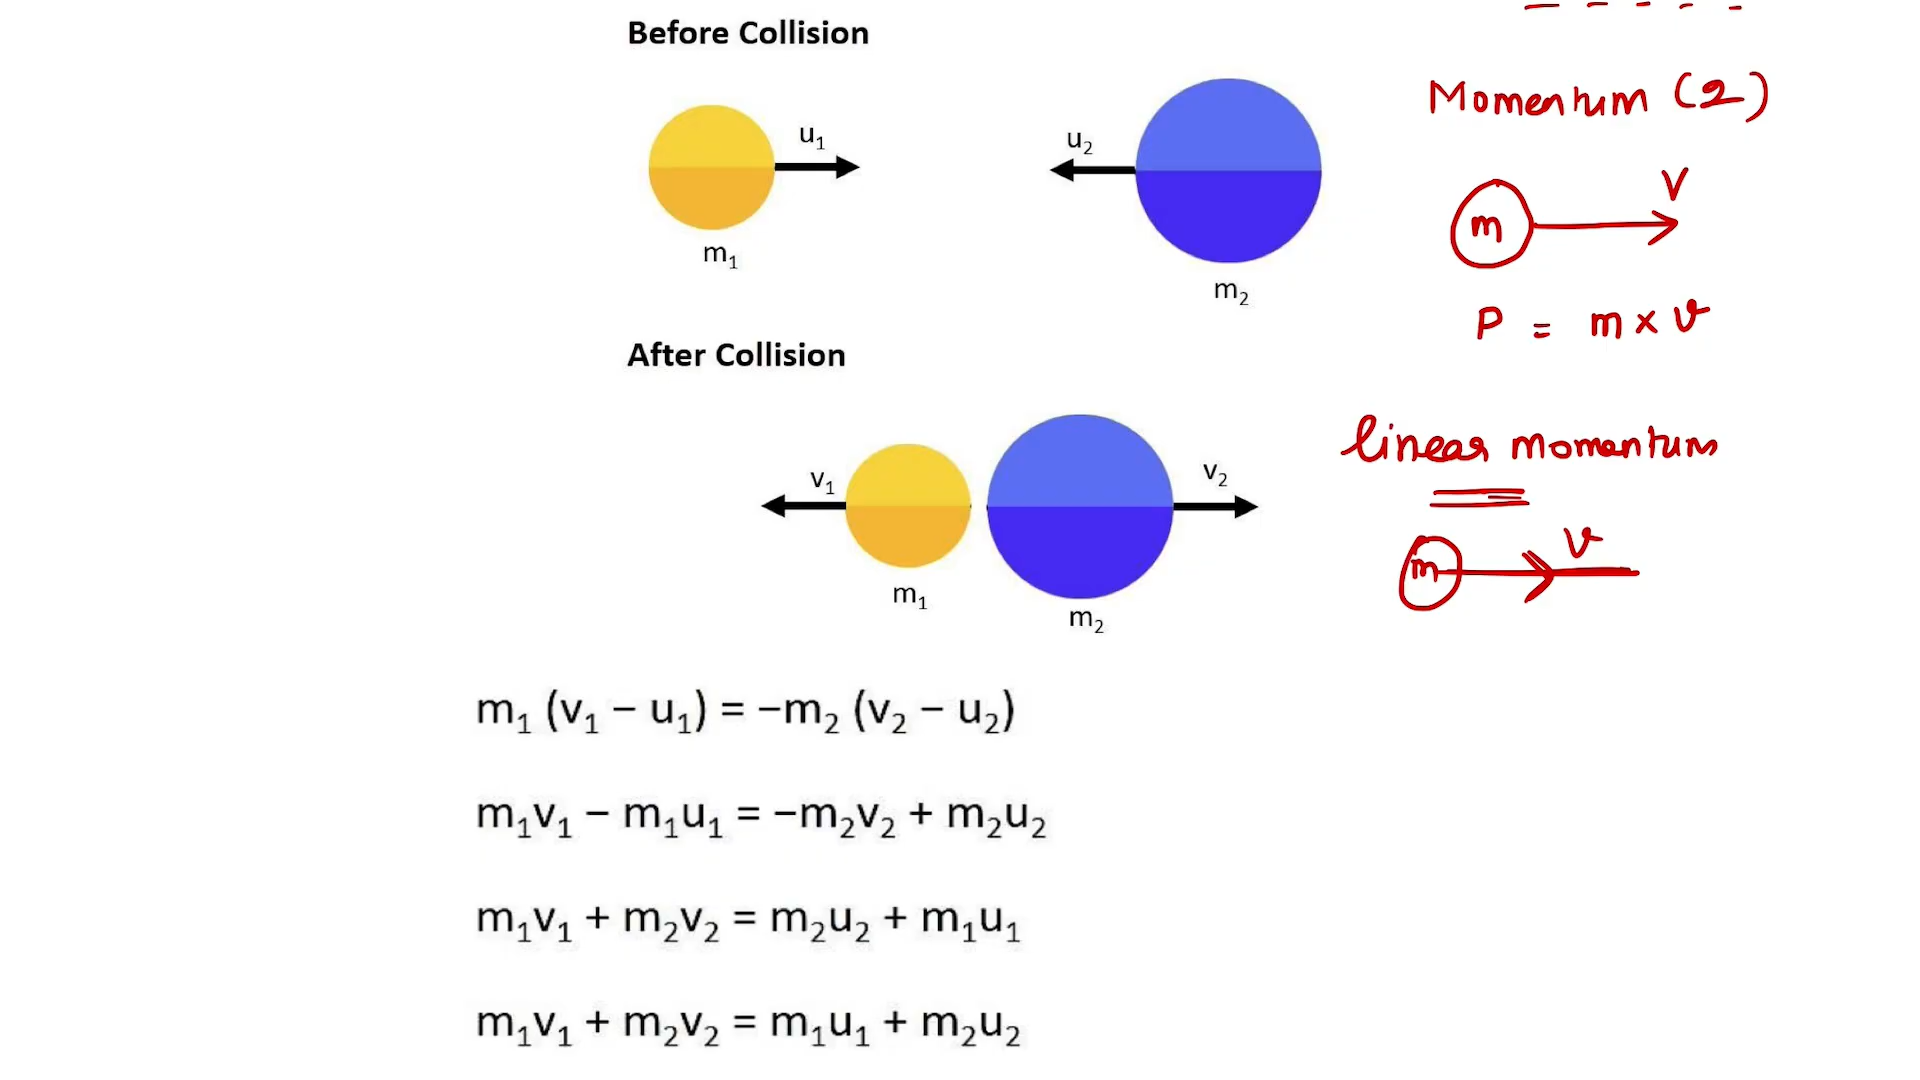 Before Collision
u₁
u₂
m₁
m₂
After Collision
v₁
v₂
m₁
m₂
m₁ (v₁ − u₁) = −m₂ (v₂ − u₂)
m₁v₁ − m₁u₁ = −m₂v₂ + m₂u₂
m₁v₁ + m₂v₂ = m₂u₂ + m₁u₁
m₁v₁ + m₂v₂ = m₁u₁ + m₂u₂
Momentum (2)
V
m
P = m × v
linear momentum
v
m